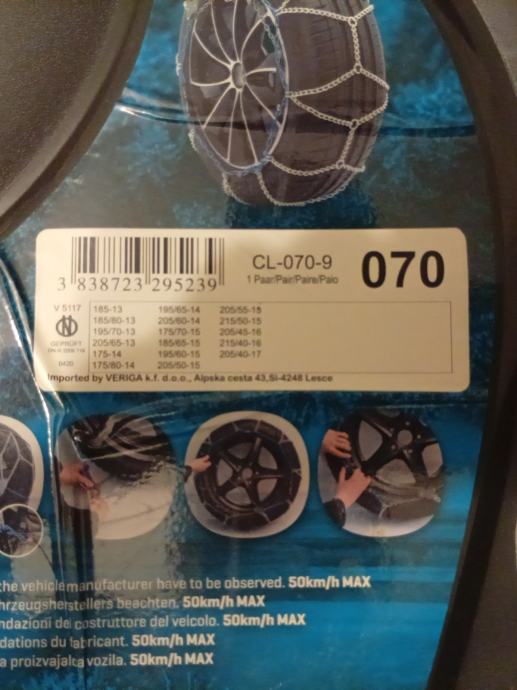 CL-070-9
070
3 838723 295239
1 Paar/Pair/Paire/Paio
V 5117
GEPRÜFT
0420
185-13 195/65-14 205/55-15
185/80-13 205/60-14 215/50-15
195/70-13 175/70-15 205/45-16
205/65-13 185/65-15 215/40-16
175-14 195/60-15 205/40-17
175/80-14 205/50-15
Imported by VERIGA k.f. d.o.o., Alpska cesta 43,SI-4248 Lesce
the vehicle manufacturer have to be observed. 50km/h MAX
hrzeugsherstellers beachten. 50km/h MAX
ndazioni del costruttore del veicolo. 50km/h MAX
dations du fabricant. 50km/h MAX
a proizvajalca vozila. 50km/h MAX